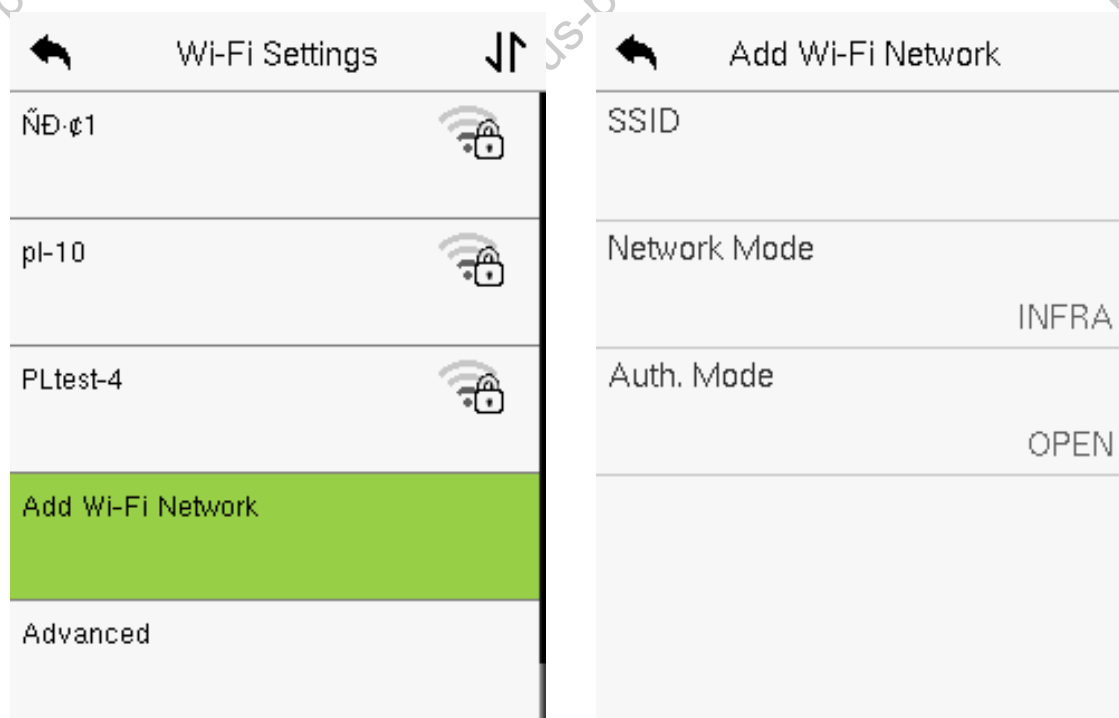 Wi-Fi Settings
ÑÐ·¢1
pl-10
PLtest-4
Add Wi-Fi Network
Advanced
Add Wi-Fi Network
SSID
Network Mode
INFRA
Auth. Mode
OPEN